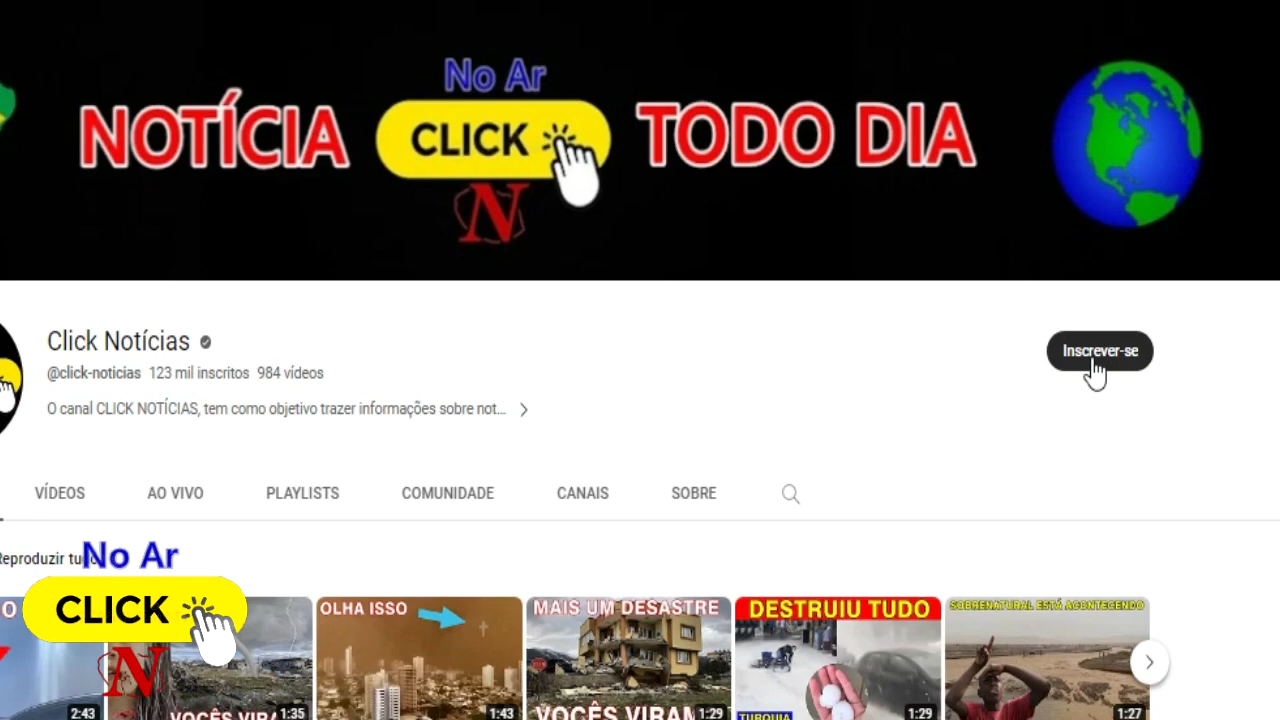 No Ar
NOTÍCIA CLICK TODO DIA
N
Click Notícias
@click-noticias 123 mil inscritos 984 vídeos
O canal CLICK NOTÍCIAS, tem como objetivo trazer informações sobre not...
Inscrever-se
VÍDEOS AO VIVO PLAYLISTS COMUNIDADE CANAIS SOBRE
Reproduzir
No Ar
CLICK
N
OLHA ISSO
MAIS UM DESASTRE
DESTRUIU TUDO
SOBRENATURAL ESTÁ ACONTECENDO
2:43
VOCÊS
1:35
1:43
VOCÊS VIRAM
1:29
TURQUIA
1:29
1:27